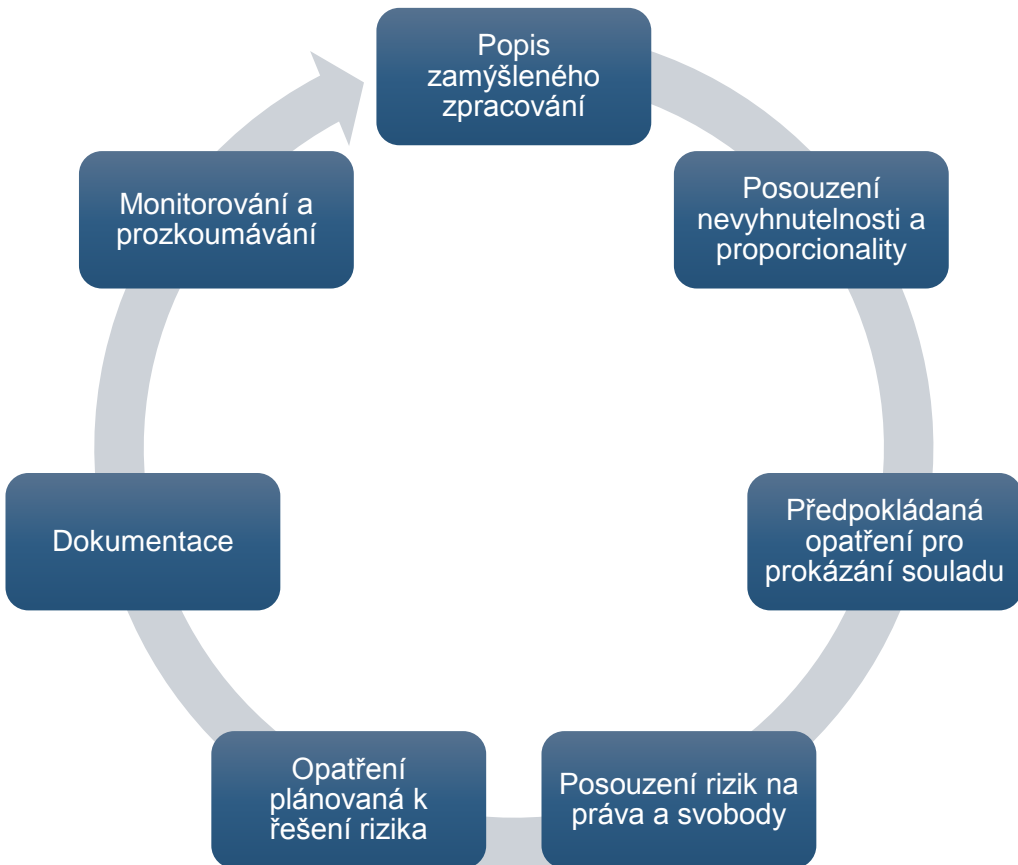 Popis
zamýšleného
zpracování
Posouzení
nevyhnutelnosti a
proporcionality
Předpokládaná
opatření pro
prokázání souladu
Posouzení rizik na
práva a svobody
Opatření
plánovaná k
řešení rizika
Dokumentace
Monitorování a
prozkoumávání